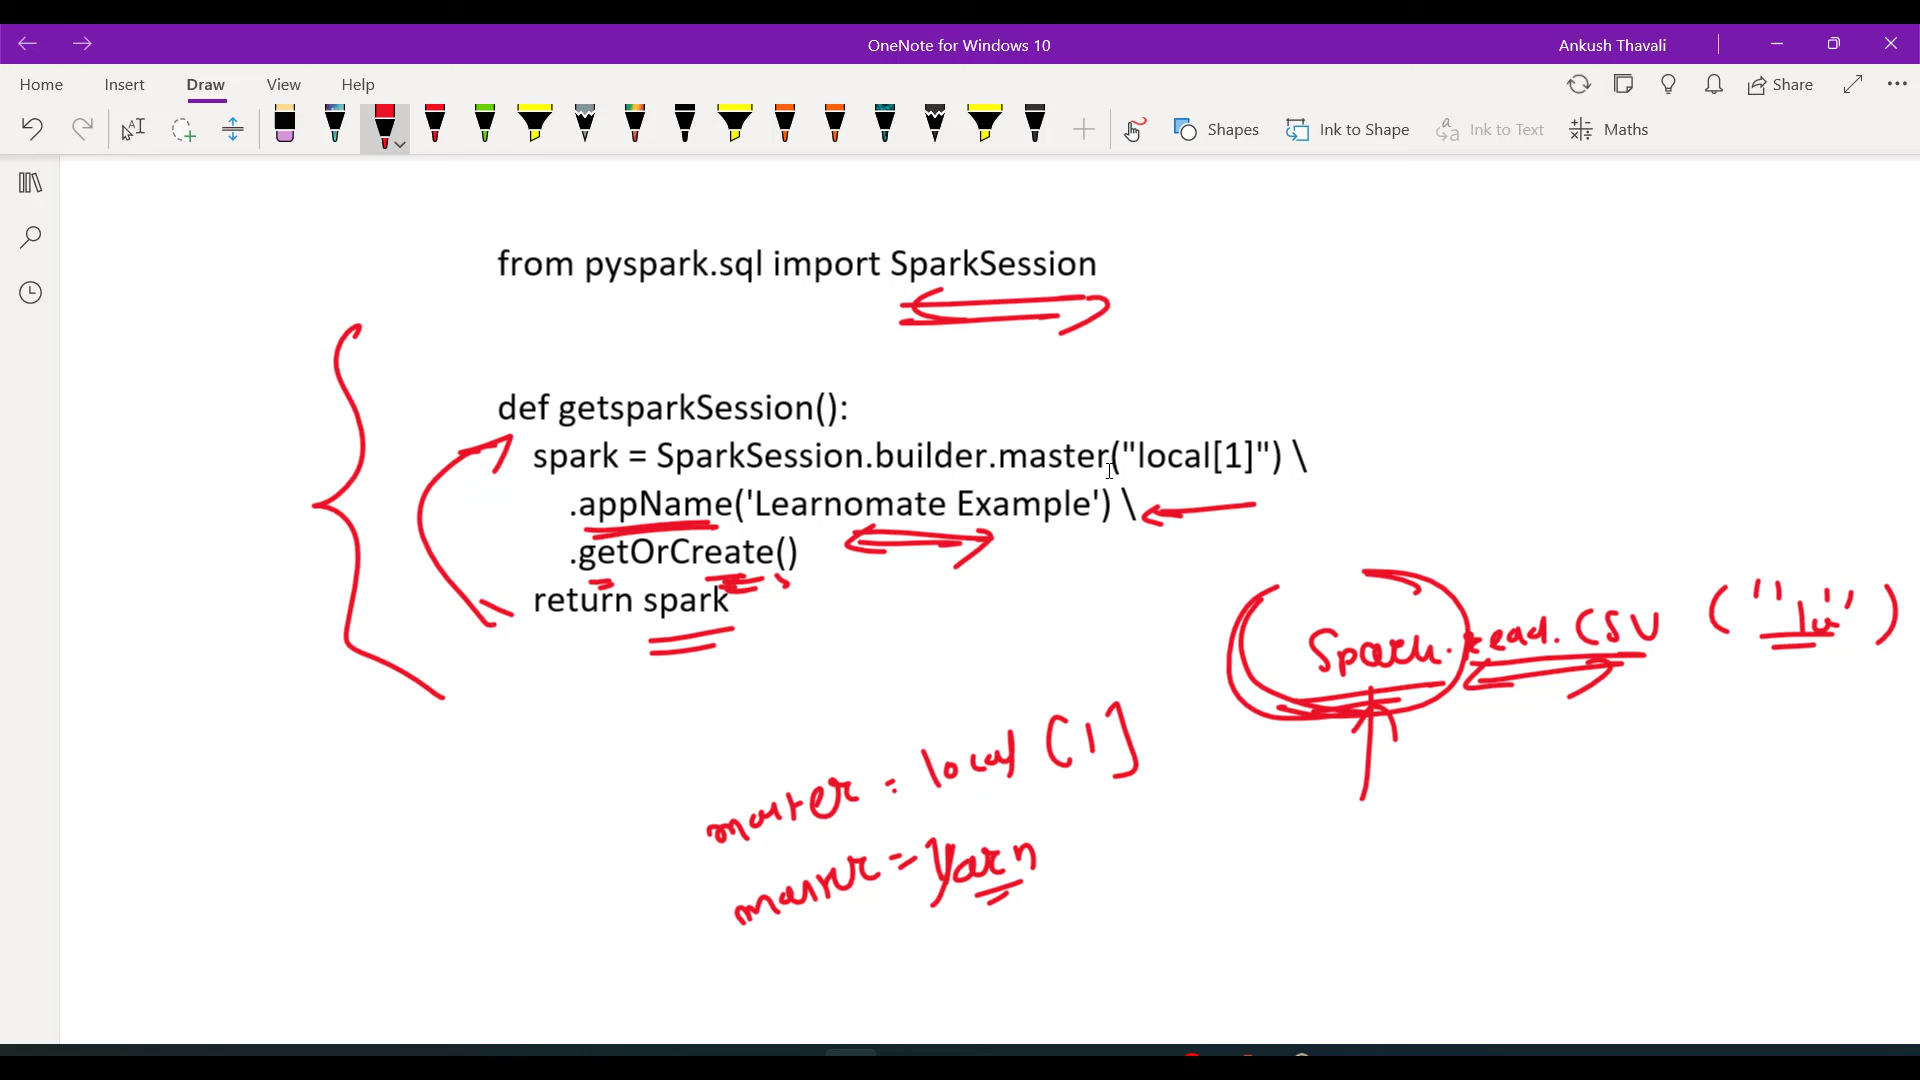 OneNote for Windows 10
Ankush Thavali
Home Insert Draw View Help
Share
Shapes Ink to Shape Ink to Text Maths
from pyspark.sql import SparkSession
def getsparkSession():
spark = SparkSession.builder.master("local[1]") \
.appName('Learnomate Example') \
.getOrCreate()
return spark
Spark.read.CSV (" ")
master = local [1]
master = Yarn